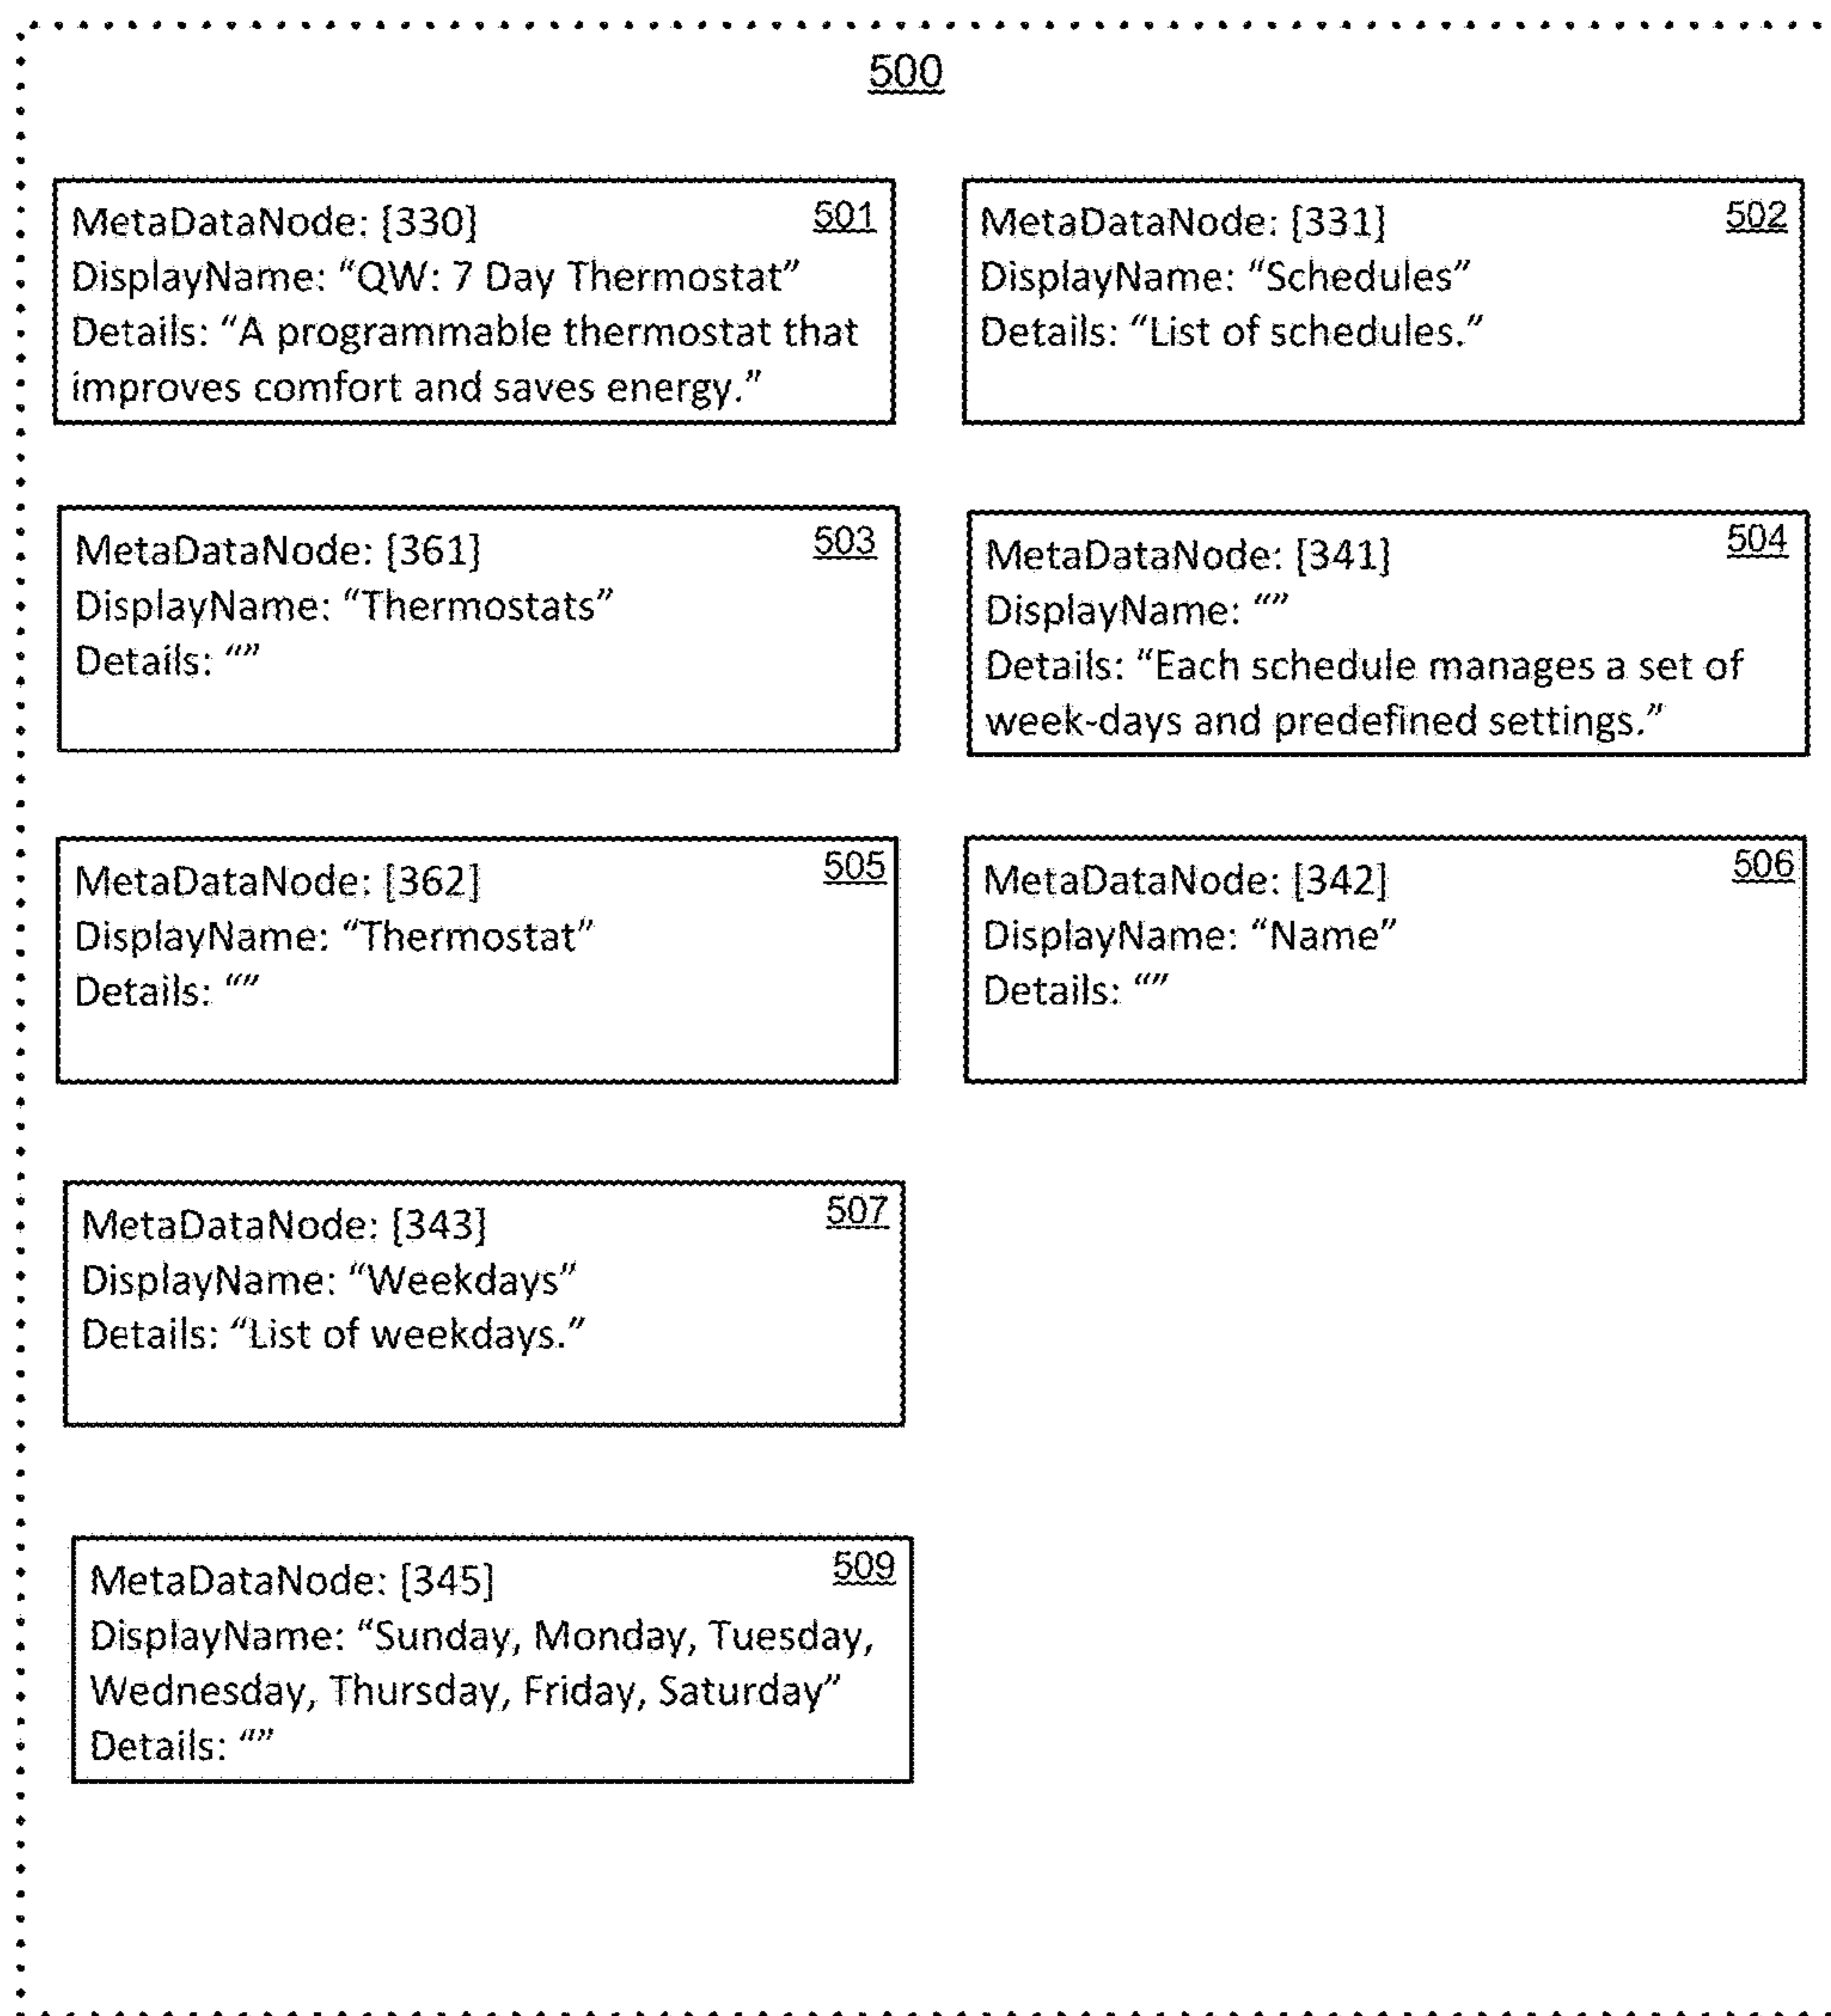 500
MetaDataNode: [330] 501
DisplayName: “QW: 7 Day Thermostat”
Details: “A programmable thermostat that
improves comfort and saves energy.”
MetaDataNode: [331] 502
DisplayName: “Schedules”
Details: “List of schedules.”
MetaDataNode: [361] 503
DisplayName: “Thermostats”
Details: “”
MetaDataNode: [341] 504
DisplayName: “”
Details: “Each schedule manages a set of
week-days and predefined settings.”
MetaDataNode: [362] 505
DisplayName: “Thermostat”
Details: “”
MetaDataNode: [342] 506
DisplayName: “Name”
Details: “”
MetaDataNode: [343] 507
DisplayName: “Weekdays”
Details: “List of weekdays.”
MetaDataNode: [345] 509
DisplayName: “Sunday, Monday, Tuesday,
Wednesday, Thursday, Friday, Saturday”
Details: “”